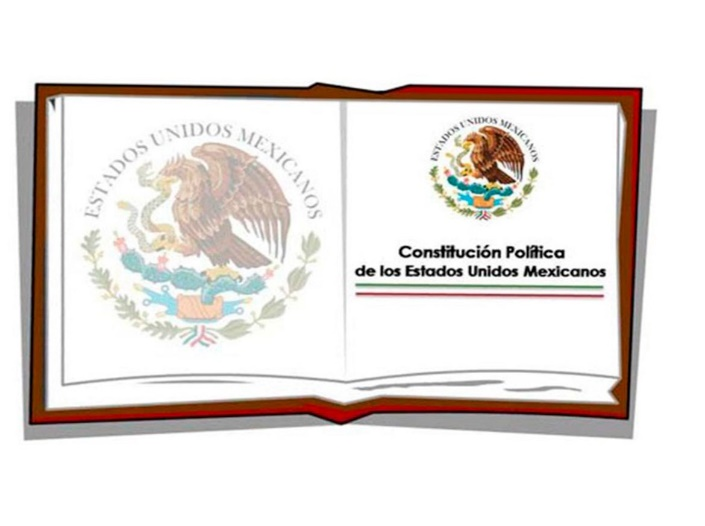 ESTADOS UNIDOS MEXICANOS
ESTADOS UNIDOS MEXICANOS
Constitución Política
de los Estados Unidos Mexicanos